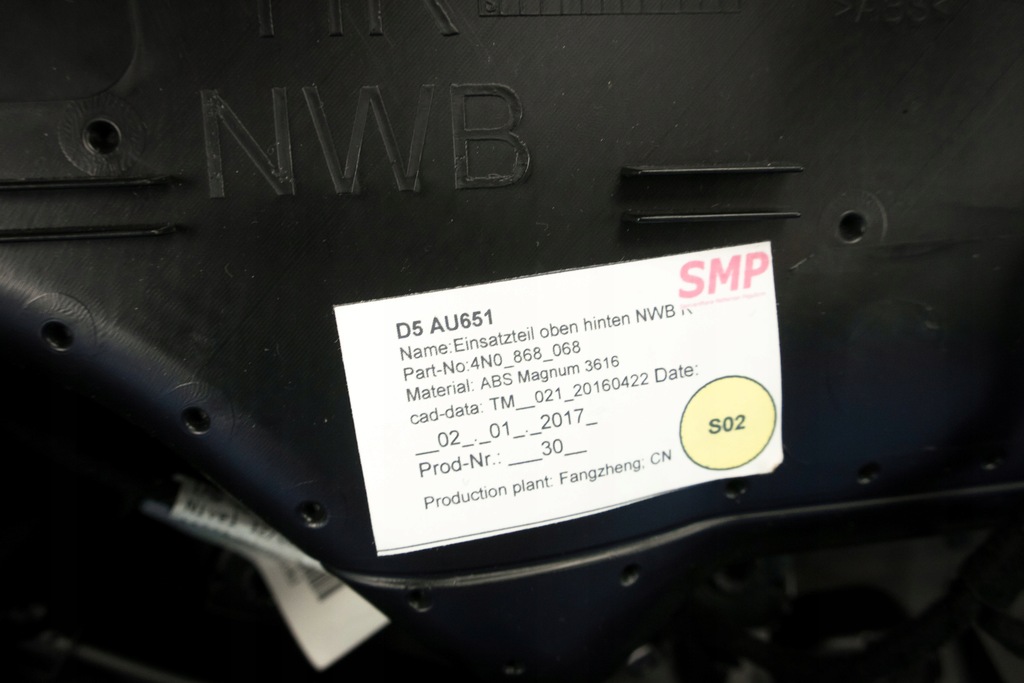 NWB
>ABS<
SMP
D5 AU651
Name:Einsatzteil oben hinten NWB
Part-No:4N0_868_068
Material: ABS Magnum 3616
cad-data: TM__021_20160422 Date:
__02_._01_._2017_
Prod-Nr.: ___30__
S02
Production plant: Fangzheng; CN